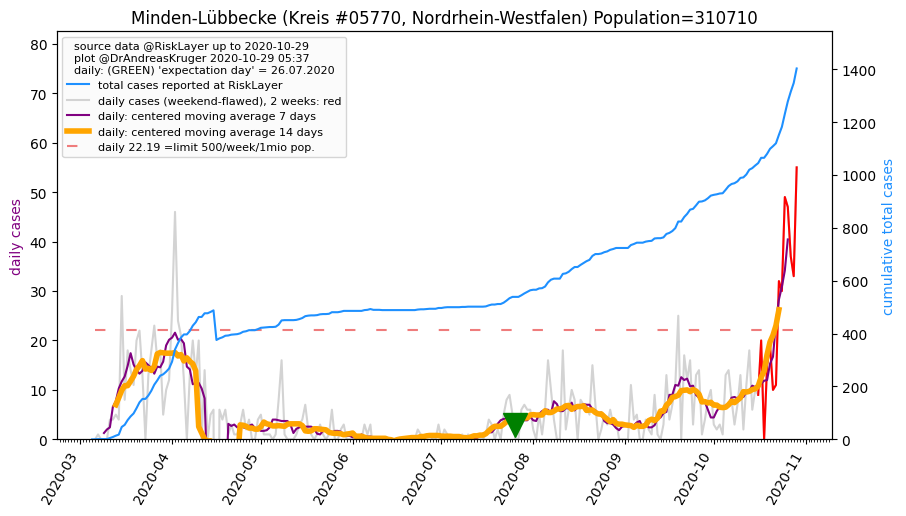 Minden-Lübbecke (Kreis #05770, Nordrhein-Westfalen) Population=310710
source data @RiskLayer up to 2020-10-29
plot @DrAndreasKruger 2020-10-29 05:37
daily: (GREEN) 'expectation day' = 26.07.2020
total cases reported at RiskLayer
daily cases (weekend-flawed), 2 weeks: red
daily: centered moving average 7 days
daily: centered moving average 14 days
daily 22.19 =limit 500/week/1mio pop.
daily cases
80
70
60
50
40
30
20
10
0
cumulative total cases
1400
1200
1000
800
600
400
200
0
2020-03
2020-04
2020-05
2020-06
2020-07
2020-08
2020-09
2020-10
2020-11